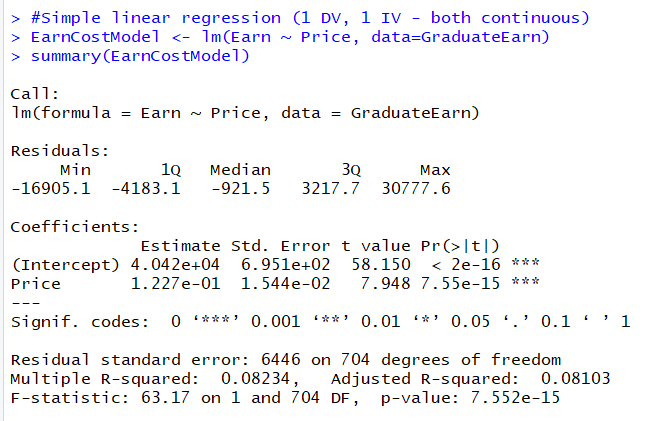 > #Simple linear regression (1 DV, 1 IV - both continuous)
> EarnCostModel <- lm(Earn ~ Price, data=GraduateEarn)
> summary(EarnCostModel)
Call:
lm(formula = Earn ~ Price, data = GraduateEarn)
Residuals:
     Min       1Q   Median       3Q      Max
-16905.1  -4183.1   -921.5   3217.7  30777.6
Coefficients:
             Estimate Std. Error t value Pr(>|t|)
(Intercept) 4.042e+04  6.951e+02  58.150  < 2e-16 ***
Price       1.227e-01  1.544e-02   7.948 7.55e-15 ***
---
Signif. codes:  0 ‘***’ 0.001 ‘**’ 0.01 ‘*’ 0.05 ‘.’ 0.1 ‘ ’ 1
Residual standard error: 6446 on 704 degrees of freedom
Multiple R-squared:  0.08234,   Adjusted R-squared:  0.08103
F-statistic: 63.17 on 1 and 704 DF,  p-value: 7.552e-15